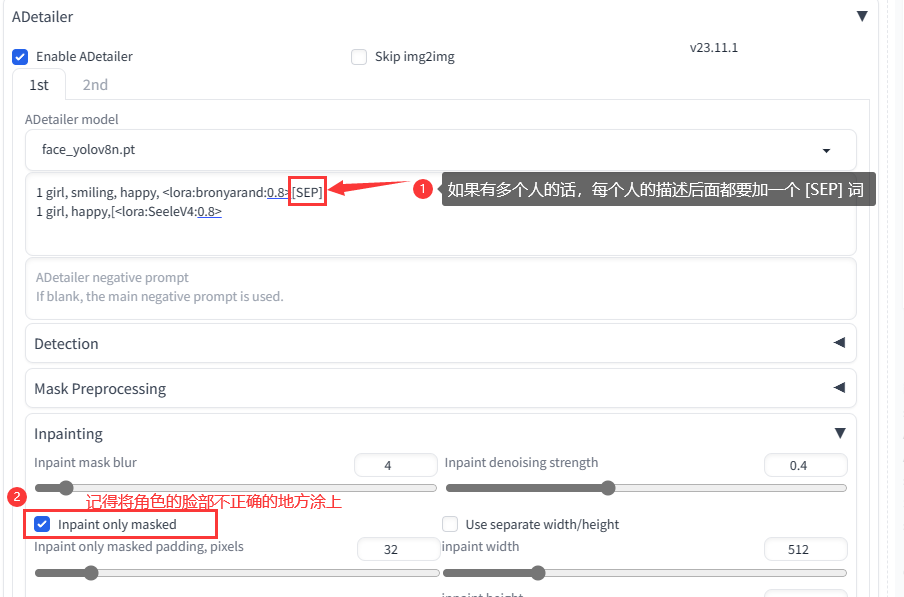 ADetailer
Enable ADetailer
Skip img2img
v23.11.1
1st
2nd
ADetailer model
face_yolov8n.pt
1 girl, smiling, happy, <lora:bronyarand:0.8>[SEP]
1 如果有多个人的话，每个人的描述后面都要加一个 [SEP] 词
1 girl, happy,[<lora:SeeleV4:0.8>
ADetailer negative prompt
If blank, the main negative prompt is used.
Detection
Mask Preprocessing
Inpainting
Inpaint mask blur
4
Inpaint denoising strength
0.4
2 记得将角色的脸部不正确的地方涂上
Inpaint only masked
Use separate width/height
Inpaint only masked padding, pixels
32
inpaint width
512
inpaint height